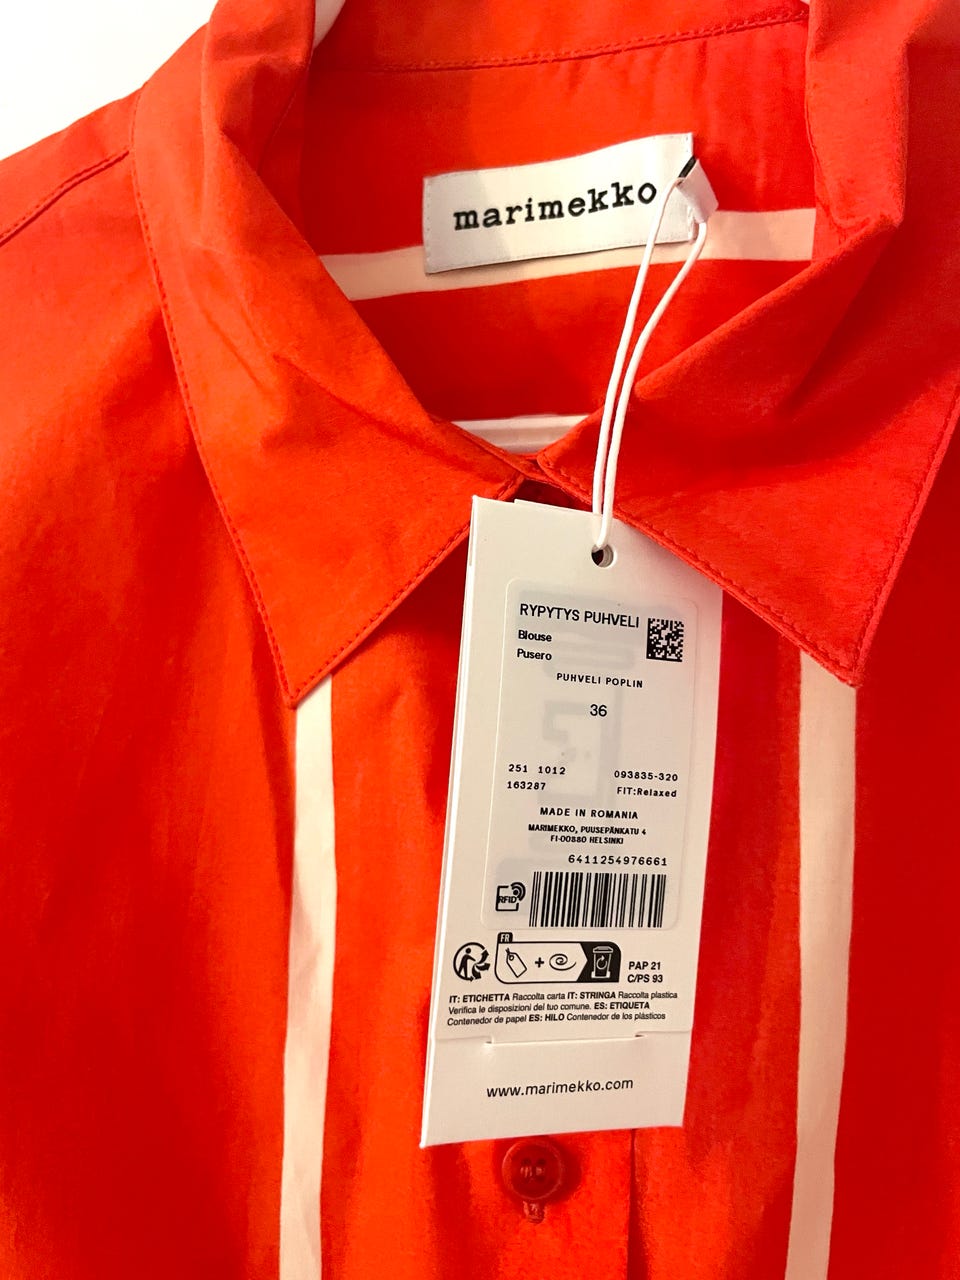 marimekko
RYPYTYS PUHVELI
Blouse
Pusero
PUHVELI POPLIN
36
251 1012
093835-320
163287
FIT:Relaxed
MADE IN ROMANIA
MARIMEKKO, PUUSEPÄNKATU 4
FI-00880 HELSINKI
6411254976661
RFID
FR
PAP 21
C/PS 93
IT: ETICHETTA Raccolta carta IT: STRINGA Raccolta plastica
Verifica le disposizioni del tuo comune. ES: ETIQUETA
Contenedor de papel ES: HILO Contenedor de los plásticos
www.marimekko.com